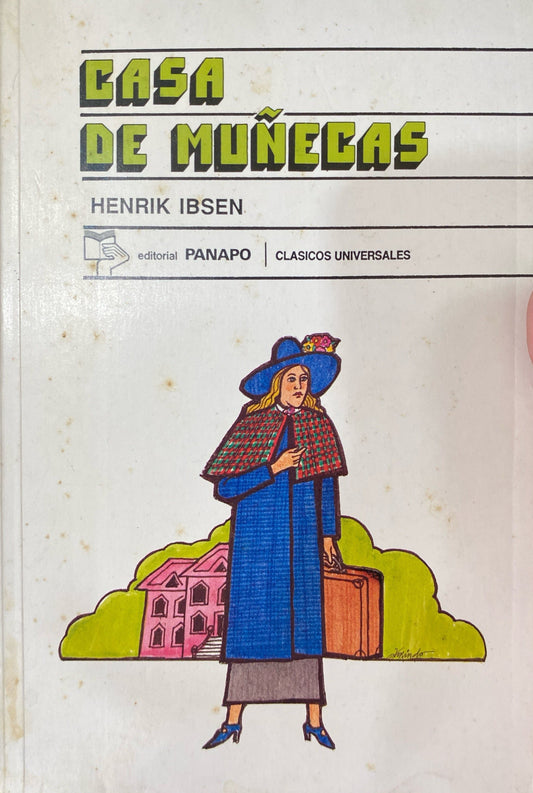 CASA
DE MUÑECAS
HENRIK IBSEN
editorial PANAPO | CLASICOS UNIVERSALES